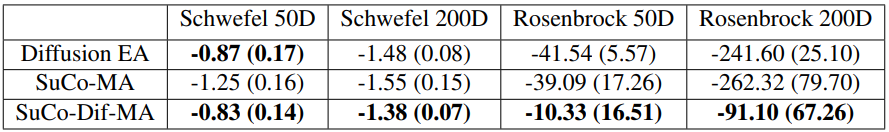 Schwefel 50D Schwefel 200D Rosenbrock 50D Rosenbrock 200D
Diffusion EA -0.87 (0.17) -1.48 (0.08) -41.54 (5.57) -241.60 (25.10)
SuCo-MA -1.25 (0.16) -1.55 (0.15) -39.09 (17.26) -262.32 (79.70)
SuCo-Dif-MA -0.83 (0.14) -1.38 (0.07) -10.33 (16.51) -91.10 (67.26)